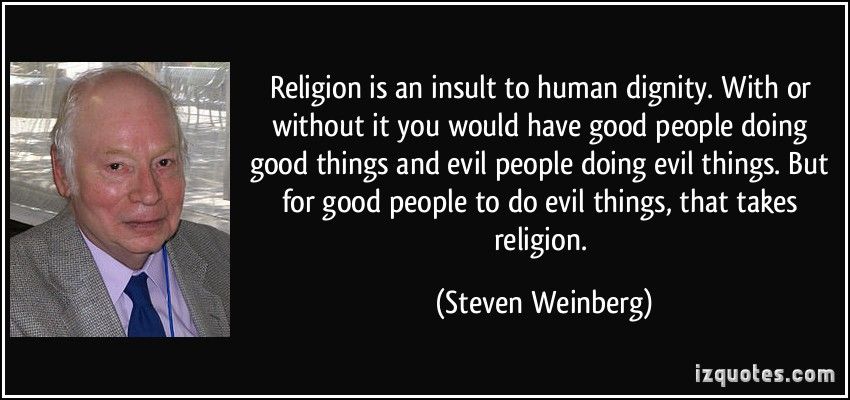 Religion is an insult to human dignity. With or
without it you would have good people doing
good things and evil people doing evil things. But
for good people to do evil things, that takes
religion.
(Steven Weinberg)
izquotes.com